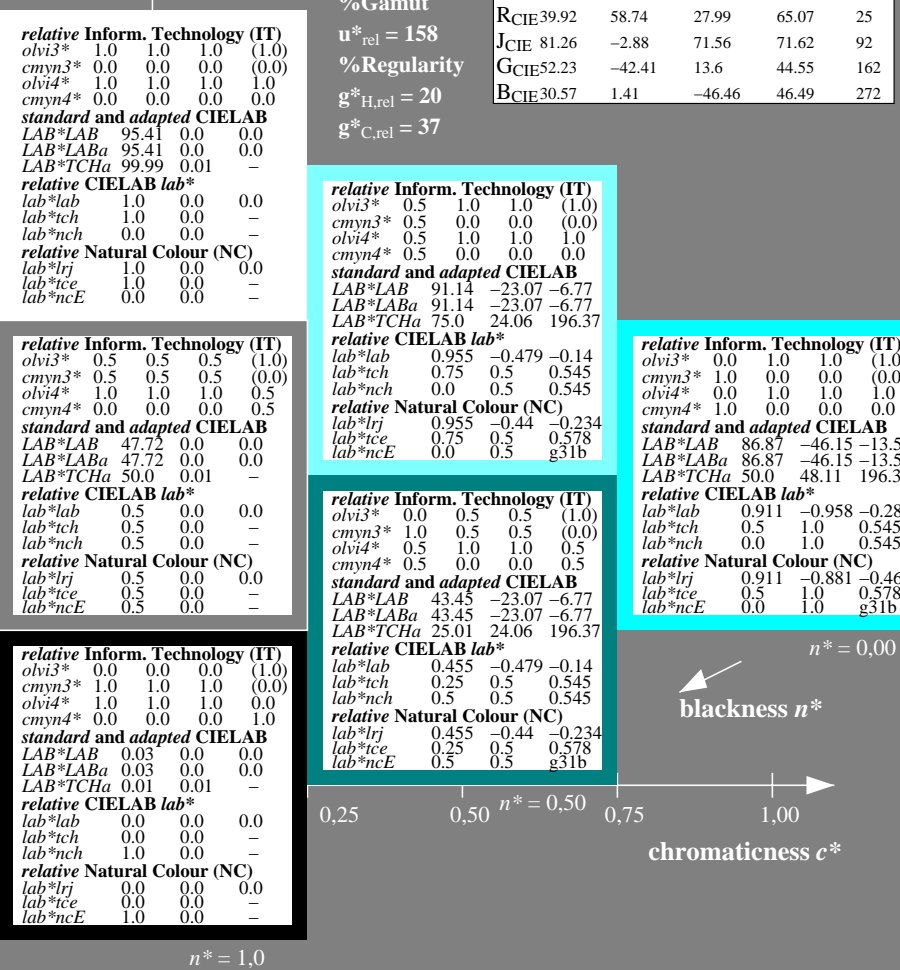 %Gamut
u*rel = 158
%Regularity
g*H,rel = 20
g*C,rel = 37
RCIE 39.92 58.74 27.99 65.07 25
JCIE 81.26 −2.88 71.56 71.62 92
GCIE 52.23 −42.41 13.6 44.55 162
BCIE 30.57 1.41 −46.46 46.49 272
relative Inform. Technology (IT)
olvi3* 1.0 1.0 1.0 (1.0)
cmyn3* 0.0 0.0 0.0 (0.0)
olvi4* 1.0 1.0 1.0 1.0
cmyn4* 0.0 0.0 0.0 0.0
standard and adapted CIELAB
LAB*LAB 95.41 0.0 0.0
LAB*LABa 95.41 0.0 0.0
LAB*TCHa 99.99 0.01 −
relative CIELAB lab*
lab*lab 1.0 0.0 0.0
lab*tch 1.0 0.0 −
lab*nch 0.0 0.0 −
relative Natural Colour (NC)
lab*lrj 1.0 0.0 0.0
lab*tce 1.0 0.0 −
lab*ncE 0.0 0.0 −
relative Inform. Technology (IT)
olvi3* 0.5 1.0 1.0 (1.0)
cmyn3* 0.5 0.0 0.0 (0.0)
olvi4* 0.5 1.0 1.0 1.0
cmyn4* 0.5 0.0 0.0 0.0
standard and adapted CIELAB
LAB*LAB 91.14 −23.07 −6.77
LAB*LABa 91.14 −23.07 −6.77
LAB*TCHa 75.0 24.06 196.37
relative CIELAB lab*
lab*lab 0.955 −0.479 −0.14
lab*tch 0.75 0.5 0.545
lab*nch 0.0 0.5 0.545
relative Natural Colour (NC)
lab*lrj 0.955 −0.44 −0.234
lab*tce 0.75 0.5 0.578
lab*ncE 0.0 0.5 g31b
relative Inform. Technology (IT)
olvi3* 0.5 0.5 0.5 (1.0)
cmyn3* 0.5 0.5 0.5 (0.0)
olvi4* 1.0 1.0 1.0 0.5
cmyn4* 0.0 0.0 0.0 0.5
standard and adapted CIELAB
LAB*LAB 47.72 0.0 0.0
LAB*LABa 47.72 0.0 0.0
LAB*TCHa 50.0 0.01 −
relative CIELAB lab*
lab*lab 0.5 0.0 0.0
lab*tch 0.5 0.0 −
lab*nch 0.5 0.0 −
relative Natural Colour (NC)
lab*lrj 0.5 0.0 0.0
lab*tce 0.5 0.0 −
lab*ncE 0.5 0.0 −
relative Inform. Technology (IT)
olvi3* 0.0 1.0 1.0 (1.0
cmyn3* 1.0 0.0 0.0 (0.0
olvi4* 0.0 1.0 1.0 1.0
cmyn4* 1.0 0.0 0.0 0.0
standard and adapted CIELAB
LAB*LAB 86.87 −46.15 −13.5
LAB*LABa 86.87 −46.15 −13.5
LAB*TCHa 50.0 48.11 196.3
relative CIELAB lab*
lab*lab 0.911 −0.958 −0.28
lab*tch 0.5 1.0 0.545
lab*nch 0.0 1.0 0.545
relative Natural Colour (NC)
lab*lrj 0.911 −0.881 −0.46
lab*tce 0.5 1.0 0.578
lab*ncE 0.0 1.0 g31b
relative Inform. Technology (IT)
olvi3* 0.0 0.5 0.5 (1.0)
cmyn3* 1.0 0.5 0.5 (0.0)
olvi4* 0.5 1.0 1.0 0.5
cmyn4* 0.5 0.0 0.0 0.5
standard and adapted CIELAB
LAB*LAB 43.45 −23.07 −6.77
LAB*LABa 43.45 −23.07 −6.77
LAB*TCHa 25.01 24.06 196.37
relative CIELAB lab*
lab*lab 0.455 −0.479 −0.14
lab*tch 0.25 0.5 0.545
lab*nch 0.5 0.5 0.545
relative Natural Colour (NC)
lab*lrj 0.455 −0.44 −0.234
lab*tce 0.25 0.5 0.578
lab*ncE 0.5 0.5 g31b
relative Inform. Technology (IT)
olvi3* 0.0 0.0 0.0 (1.0)
cmyn3* 1.0 1.0 1.0 (0.0)
olvi4* 1.0 1.0 1.0 0.0
cmyn4* 0.0 0.0 0.0 1.0
standard and adapted CIELAB
LAB*LAB 0.03 0.0 0.0
LAB*LABa 0.03 0.0 0.0
LAB*TCHa 0.01 0.01 −
relative CIELAB lab*
lab*lab 0.0 0.0 0.0
lab*tch 0.0 0.0 −
lab*nch 1.0 0.0 −
relative Natural Colour (NC)
lab*lrj 0.0 0.0 0.0
lab*tce 0.0 0.0 −
lab*ncE 1.0 0.0 −
n* = 0,00
blackness n*
n* = 0,50
0,25 0,50 0,75 1,00
chromaticness c*
n* = 1,0